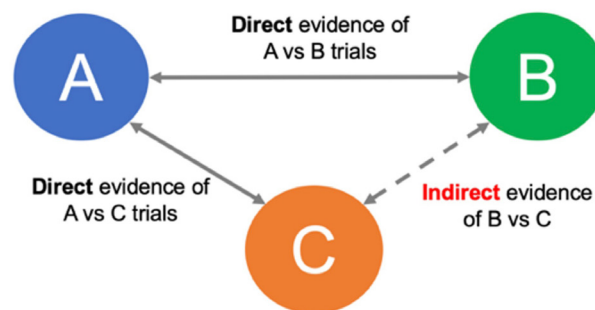 Direct evidence of
A vs B trials
A
B
Direct evidence of
A vs C trials
Indirect evidence
of B vs C
C